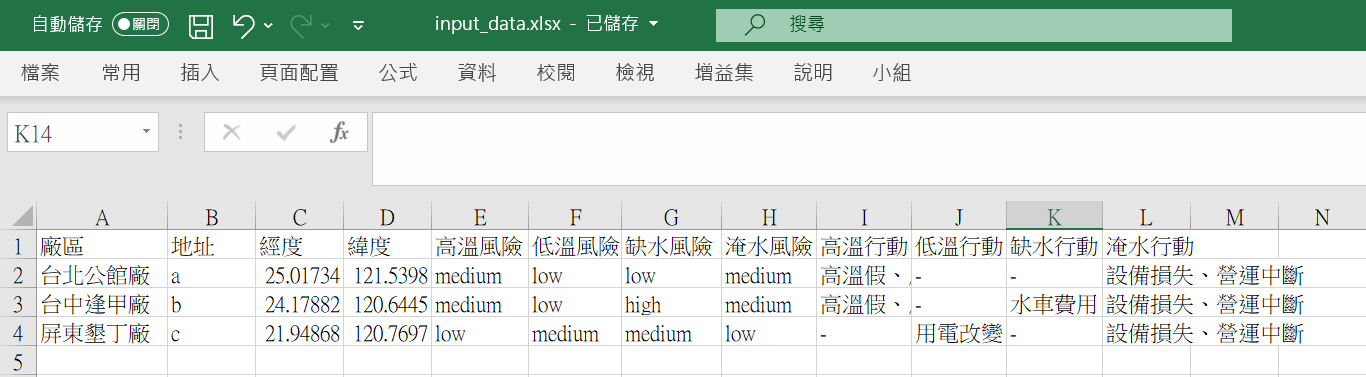 自動儲存 關閉 input_data.xlsx - 已儲存 搜尋
檔案 常用 插入 頁面配置 公式 資料 校閱 檢視 增益集 說明 小組
K14 fx
A B C D E F G H I J K L M N
1 廠區 地址 經度 緯度 高溫風險 低溫風險 缺水風險 淹水風險 高溫行動 低溫行動 缺水行動 淹水行動
2 台北公館廠 a 25.01734 121.5398 medium low low medium 高溫假、 - - 設備損失、營運中斷
3 台中逢甲廠 b 24.17882 120.6445 medium low high medium 高溫假、 - 水車費用 設備損失、營運中斷
4 屏東墾丁廠 c 21.94868 120.7697 low medium medium low - 用電改變 - 設備損失、營運中斷
5